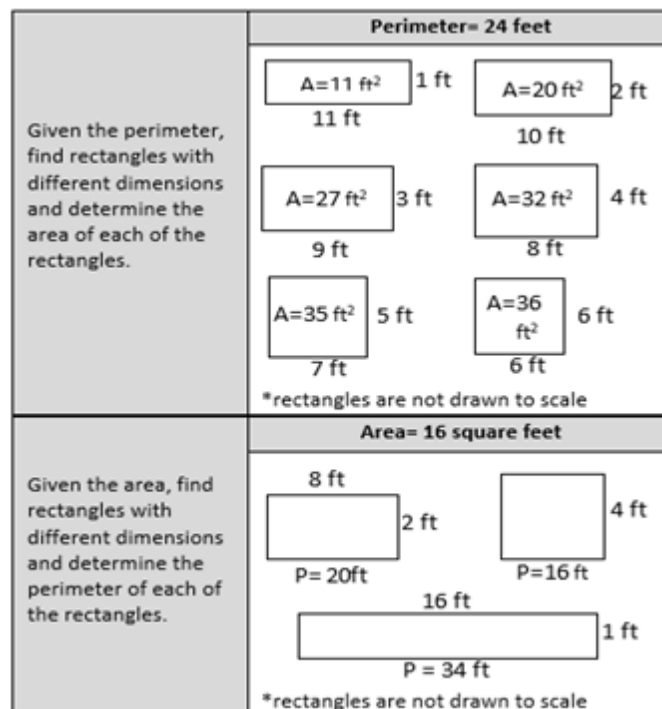 Perimeter= 24 feet
Given the perimeter,
find rectangles with
different dimensions
and determine the
area of each of the
rectangles.
A=11 ft²
1 ft
11 ft
A=20 ft²
2 ft
10 ft
A=27 ft²
3 ft
9 ft
A=32 ft²
4 ft
8 ft
A=35 ft²
5 ft
7 ft
A=36
ft²
6 ft
6 ft
*rectangles are not drawn to scale
Area= 16 square feet
Given the area, find
rectangles with
different dimensions
and determine the
perimeter of each of
the rectangles.
8 ft
2 ft
P= 20ft
4 ft
P=16 ft
16 ft
1 ft
P = 34 ft
*rectangles are not drawn to scale